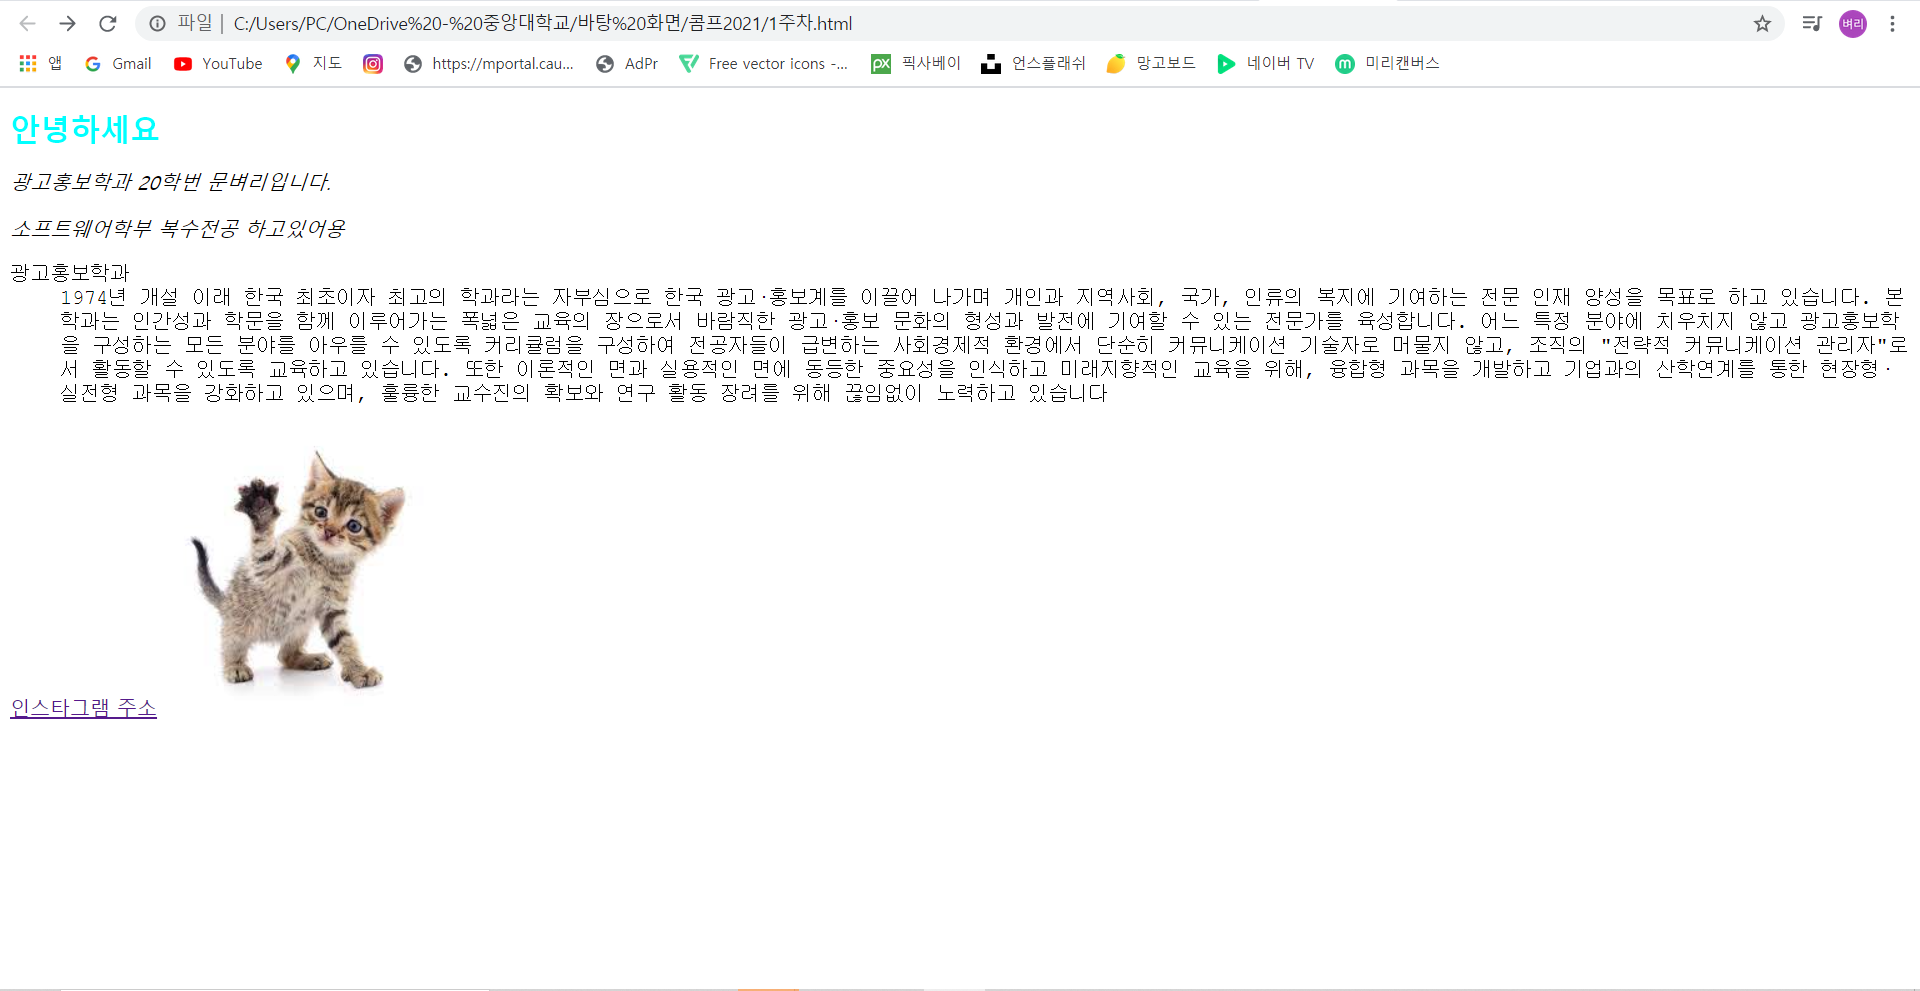 파일 | C:/Users/PC/OneDrive%20-%20중앙대학교/바탕%20화면/콤프2021/1주차.html
벼리
앱 Gmail YouTube 지도 https://mportal.cau... AdPr Free vector icons -... px 픽사베이 언스플래쉬 망고보드 네이버 TV m 미리캔버스
안녕하세요
광고홍보학과 20학번 문벼리입니다.
소프트웨어학부 복수전공 하고있어용
광고홍보학과
1974년 개설 이래 한국 최초이자 최고의 학과라는 자부심으로 한국 광고·홍보계를 이끌어 나가며 개인과 지역사회, 국가, 인류의 복지에 기여하는 전문 인재 양성을 목표로 하고 있습니다. 본
학과는 인간성과 학문을 함께 이루어가는 폭넓은 교육의 장으로서 바람직한 광고·홍보 문화의 형성과 발전에 기여할 수 있는 전문가를 육성합니다. 어느 특정 분야에 치우치지 않고 광고홍보학
을 구성하는 모든 분야를 아우를 수 있도록 커리큘럼을 구성하여 전공자들이 급변하는 사회경제적 환경에서 단순히 커뮤니케이션 기술자로 머물지 않고, 조직의 "전략적 커뮤니케이션 관리자"로
서 활동할 수 있도록 교육하고 있습니다. 또한 이론적인 면과 실용적인 면에 동등한 중요성을 인식하고 미래지향적인 교육을 위해, 융합형 과목을 개발하고 기업과의 산학연계를 통한 현장형·
실전형 과목을 강화하고 있으며, 훌륭한 교수진의 확보와 연구 활동 장려를 위해 끊임없이 노력하고 있습니다
인스타그램 주소